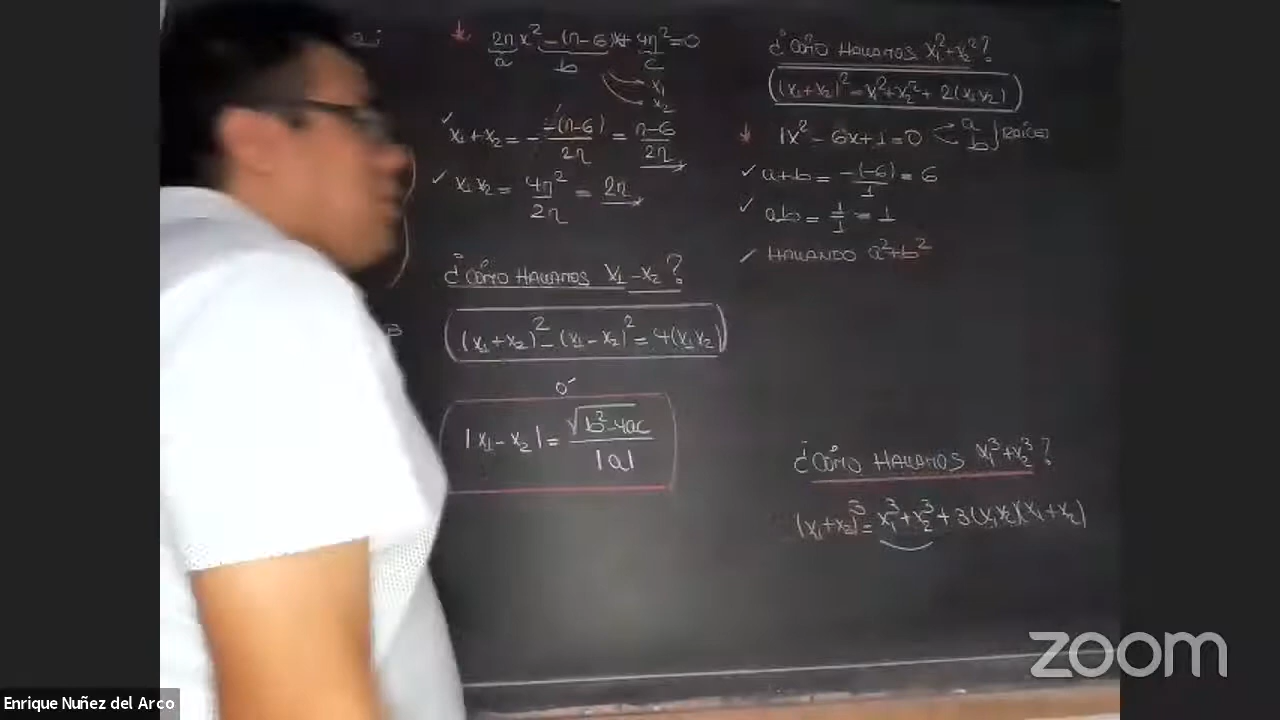 2nx² - (n-6)x + 4n² = 0
a b c
x₁
x₂
x₁ + x₂ = - -(n-6)/2n = n-6/2n
x₁x₂ = 4n²/2n = 2n
¿CÓMO HALLAMOS x₁ - x₂?
(x₁+x₂)² - (x₁-x₂)² = 4(x₁x₂)
ó
|x₁ - x₂| = √b²-4ac/|a|
¿CÓMO HALLAMOS x₁² + x₂²?
(x₁+x₂)² = x₁² + x₂² + 2(x₁x₂)
1x² - 6x + 1 = 0 a b } RAÍCES
a+b = -(-6)/1 = 6
ab = 1/1 = 1
HALLANDO a² + b²
¿CÓMO HALLAMOS x₁³ + x₂³?
(x₁+x₂)³ = x₁³ + x₂³ + 3(x₁x₂)(x₁+x₂)
zoom
Enrique Nuñez del Arco